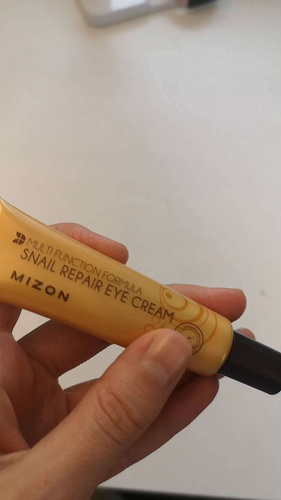 MULTI FUNCTION FORMULA
SNAIL REPAIR EYE CREAM
MIZON